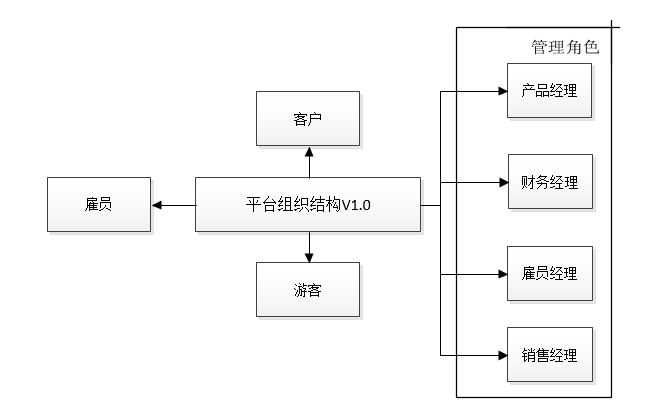 管理角色
产品经理
客户
财务经理
雇员
平台组织结构V1.0
雇员经理
游客
销售经理